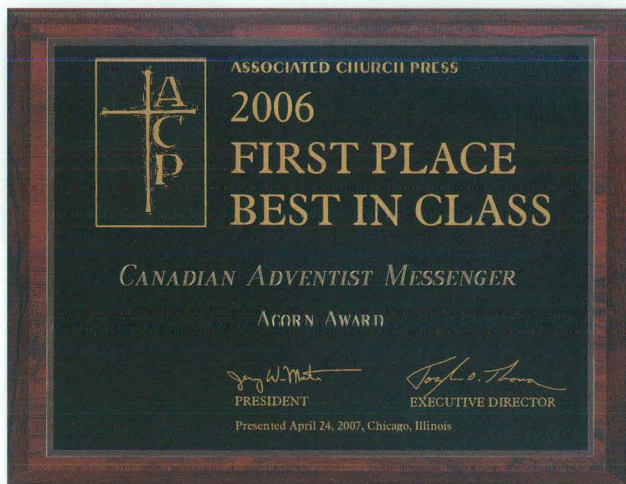 ACP
ASSOCIATED CHURCH PRESS
2006
FIRST PLACE
BEST IN CLASS
CANADIAN ADVENTIST MESSENGER
ACORN AWARD
PRESIDENT
EXECUTIVE DIRECTOR
Presented April 24, 2007, Chicago, Illinois